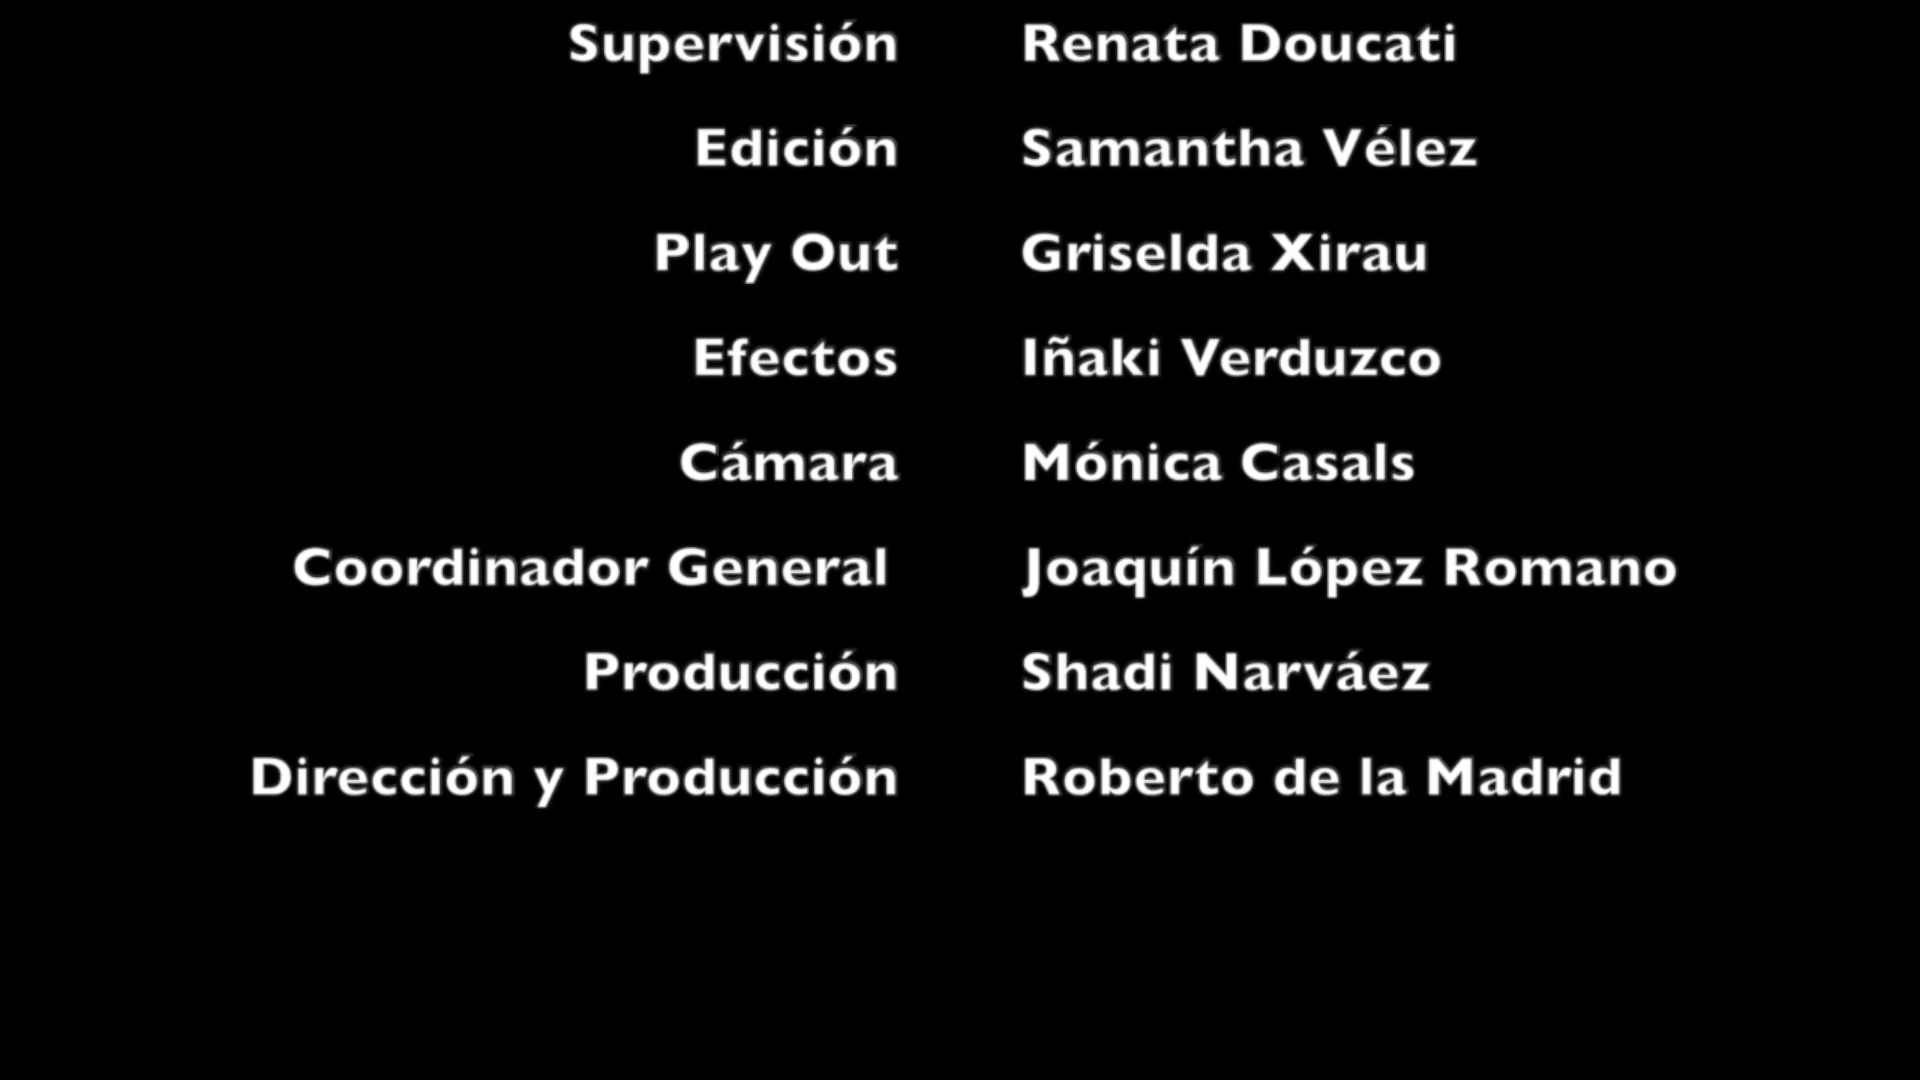 Supervisión Renata Doucati
Edición Samantha Vélez
Play Out Griselda Xirau
Efectos Iñaki Verduzco
Cámara Mónica Casals
Coordinador General Joaquín López Romano
Producción Shadi Narváez
Dirección y Producción Roberto de la Madrid